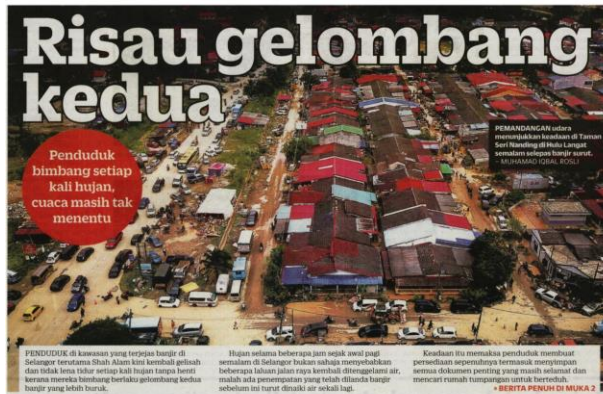 Risau gelombang
kedua
Penduduk
bimbang setiap
kali hujan,
cuaca masih tak
menentu
PEMANDANGAN udara
menunjukkan keadaan di Taman
Seri Nanding di Hulu Langat
semalam selepas banjir surut.
– MUHAMAD IQBAL ROSLI
PENDUDUK di kawasan yang terjejas banjir di
Selangor terutama Shah Alam kini kembali gelisah
dan tidak lena tidur setiap kali hujan tanpa henti
kerana mereka bimbang berlaku gelombang kedua
banjir yang lebih buruk.
Hujan selama beberapa jam sejak awal pagi
semalam di Selangor bukan sahaja menyebabkan
beberapa laluan jalan raya kembali ditenggelami air,
malah ada penempatan yang telah dilanda banjir
sebelum ini turut dinaiki air sekali lagi.
Keadaan itu memaksa penduduk membuat
persediaan sepenuhnya termasuk menyimpan
semua dokumen penting yang masih selamat dan
mencari rumah tumpangan untuk berteduh.
▸ BERITA PENUH DI MUKA 2